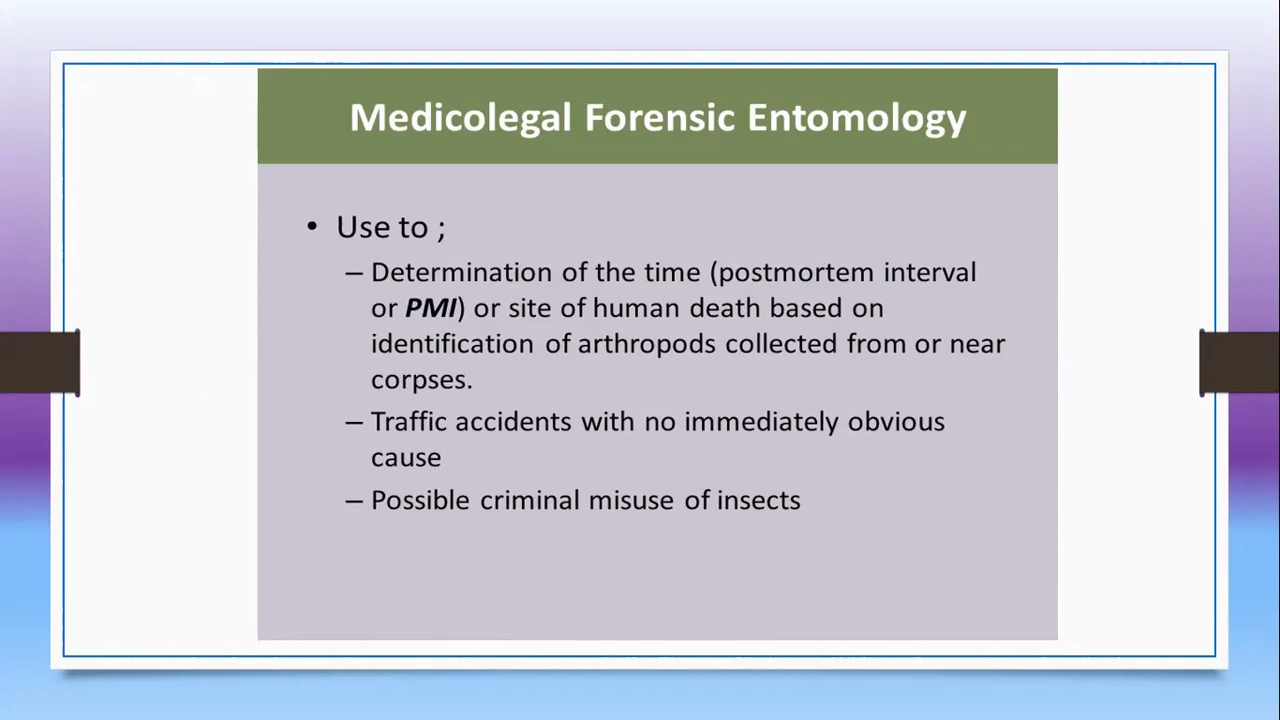 Medicolegal Forensic Entomology
• Use to ;
– Determination of the time (postmortem interval
or PMI) or site of human death based on
identification of arthropods collected from or near
corpses.
– Traffic accidents with no immediately obvious
cause
– Possible criminal misuse of insects